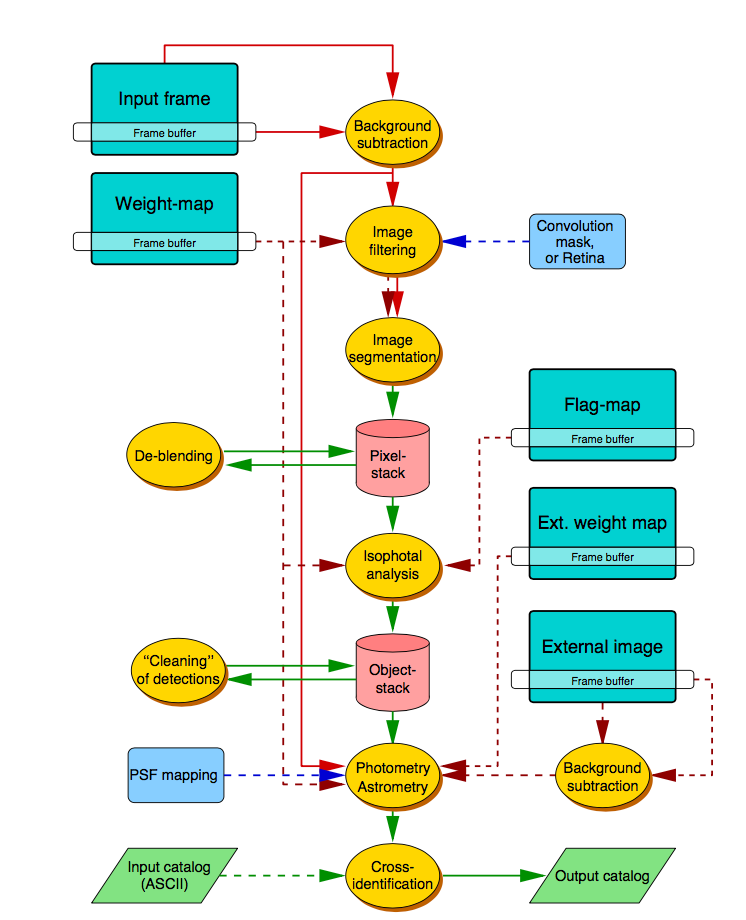 Input frame
Frame buffer
Background
subtraction
Weight-map
Frame buffer
Image
filtering
Convolution
mask,
or Retina
Image
segmentation
Flag-map
Frame buffer
De-blending
Pixel-
stack
Ext. weight map
Frame buffer
Isophotal
analysis
External image
Frame buffer
“Cleaning”
of detections
Object-
stack
PSF mapping
Photometry
Astrometry
Background
subtraction
Input catalog
(ASCII)
Cross-
identification
Output catalog